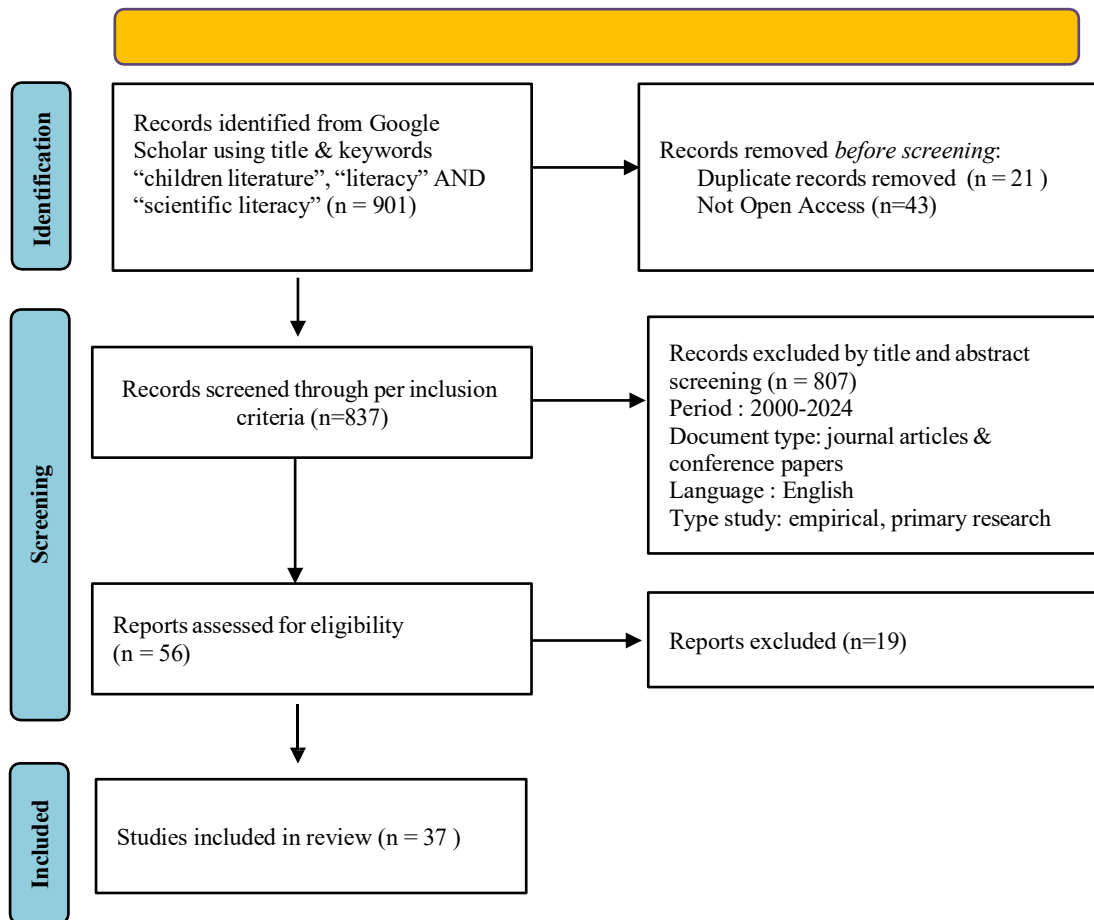 Identification
Records identified from Google
Scholar using title & keywords
“children literature”, “literacy” AND
“scientific literacy” (n = 901)
Records removed before screening:
Duplicate records removed (n = 21 )
Not Open Access (n=43)
Screening
Records screened through per inclusion
criteria (n=837)
Records excluded by title and abstract
screening (n = 807)
Period : 2000-2024
Document type: journal articles &
conference papers
Language : English
Type study: empirical, primary research
Reports assessed for eligibility
(n = 56)
Reports excluded (n=19)
Included
Studies included in review (n = 37 )